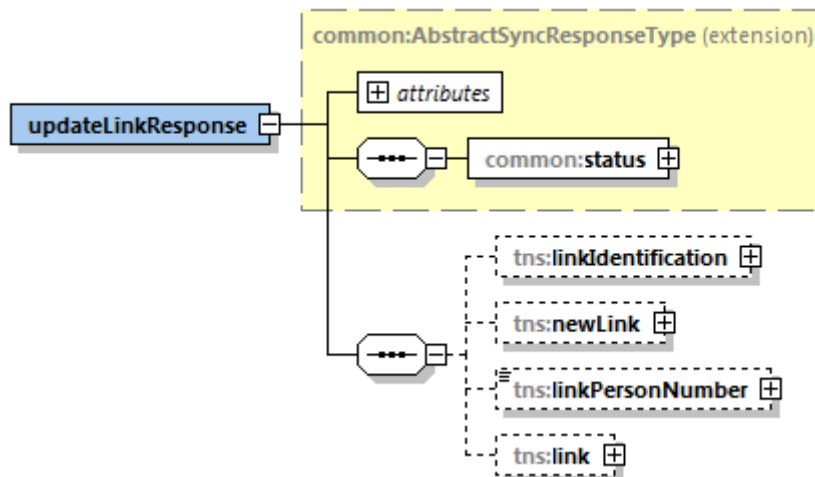 common:AbstractSyncResponseType (extension)
attributes
updateLinkResponse
common:status
tns:linkIdentification
tns:newLink
tns:linkPersonNumber
tns:link